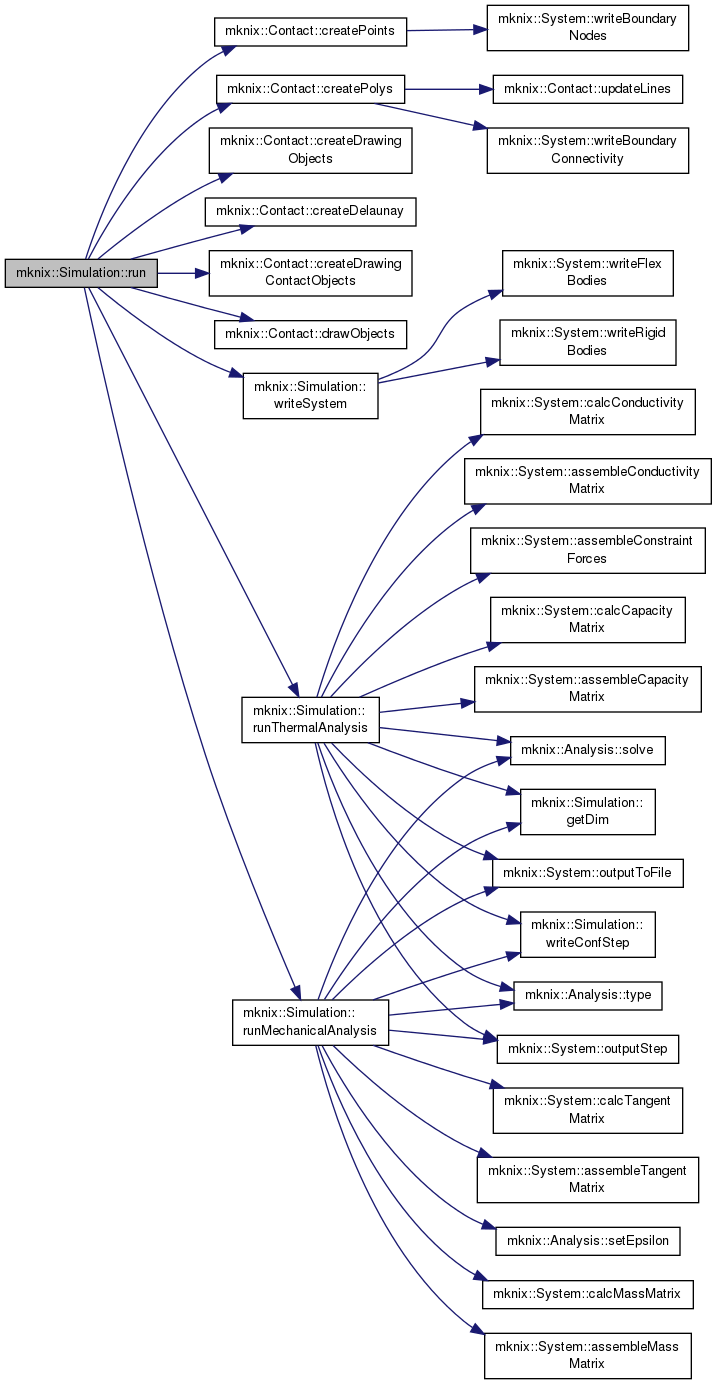 mknix::Simulation::run
mknix::Contact::createPoints
mknix::Contact::createPolys
mknix::Contact::createDrawing
Objects
mknix::Contact::createDelaunay
mknix::Contact::createDrawing
ContactObjects
mknix::Contact::drawObjects
mknix::Simulation::
writeSystem
mknix::Simulation::
runThermalAnalysis
mknix::Simulation::
runMechanicalAnalysis
mknix::System::writeBoundary
Nodes
mknix::Contact::updateLines
mknix::System::writeBoundary
Connectivity
mknix::System::writeFlex
Bodies
mknix::System::writeRigid
Bodies
mknix::System::calcConductivity
Matrix
mknix::System::assembleConductivity
Matrix
mknix::System::assembleConstraint
Forces
mknix::System::calcCapacity
Matrix
mknix::System::assembleCapacity
Matrix
mknix::Analysis::solve
mknix::Simulation::
getDim
mknix::System::outputToFile
mknix::Simulation::
writeConfStep
mknix::Analysis::type
mknix::System::outputStep
mknix::System::calcTangent
Matrix
mknix::System::assembleTangent
Matrix
mknix::Analysis::setEpsilon
mknix::System::calcMassMatrix
mknix::System::assembleMass
Matrix